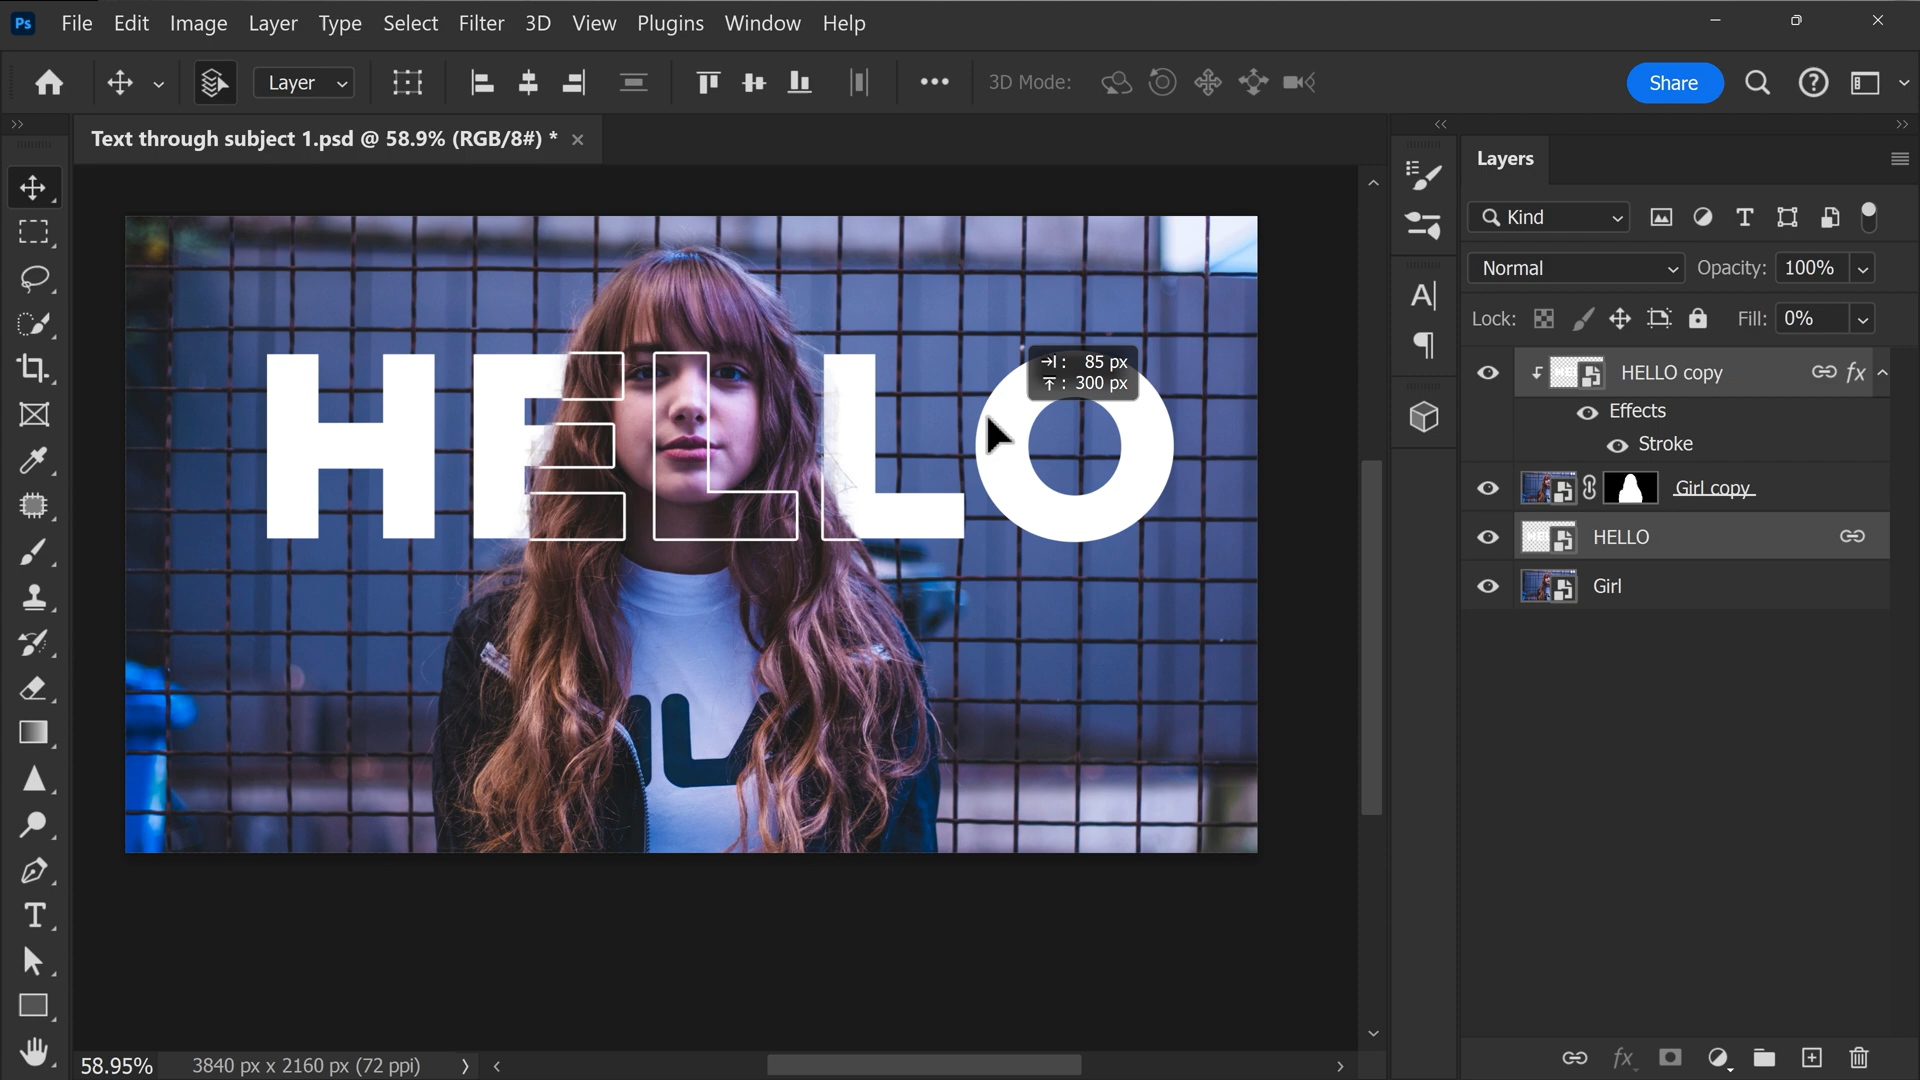 Ps File Edit Image Layer Type Select Filter 3D View Plugins Window Help
Layer 3D Mode: Share
Text through subject 1.psd @ 58.9% (RGB/8#) *
Layers
Kind
Normal Opacity: 100%
Lock: Fill: 0%
HELLO copy fx
Effects
Stroke
Girl copy
HELLO
Girl
HELLO
85 px
: 300 px
58.95% 3840 px x 2160 px (72 ppi)
fx